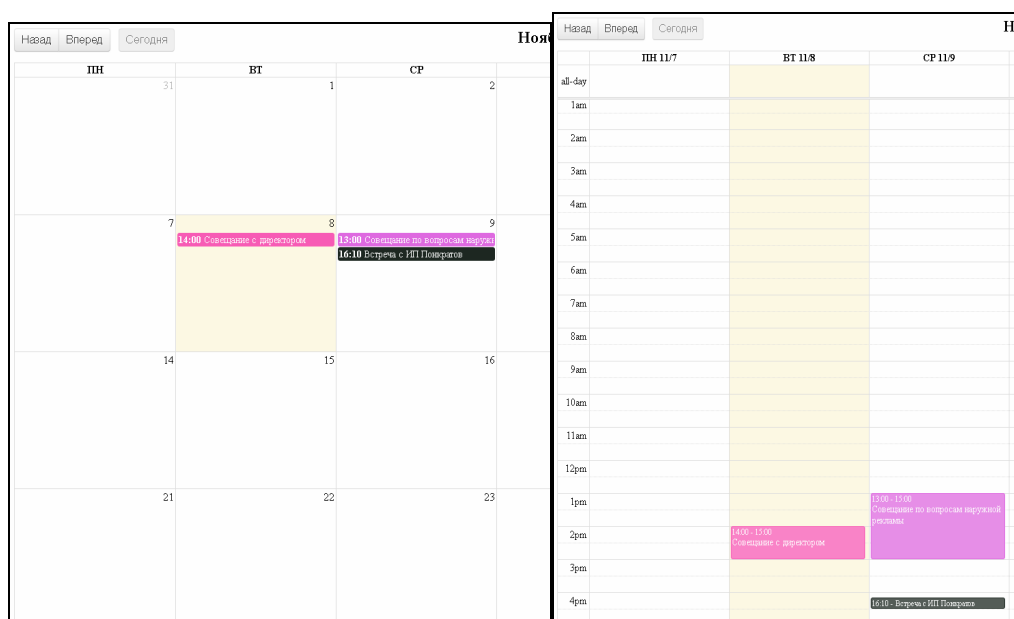 Назад Вперед Сегодня
ПН ВТ СР
31 1 2
7 8 9
14:00 Совещание с директором
13:00 Совещание по вопросам наружн
16:10 Встреча с ИП Понкратов
14 15 16
21 22 23
Назад Вперед Сегодня
ПН 11/7 ВТ 11/8 СР 11/9
all-day
1am
2am
3am
4am
5am
6am
7am
8am
9am
10am
11am
12pm
1pm
13:00 - 15:00
Совещание по вопросам наружной
рекламы
2pm
14:00 - 15:00
Совещание с директором
3pm
4pm
16:10 - Встреча с ИП Понкратов